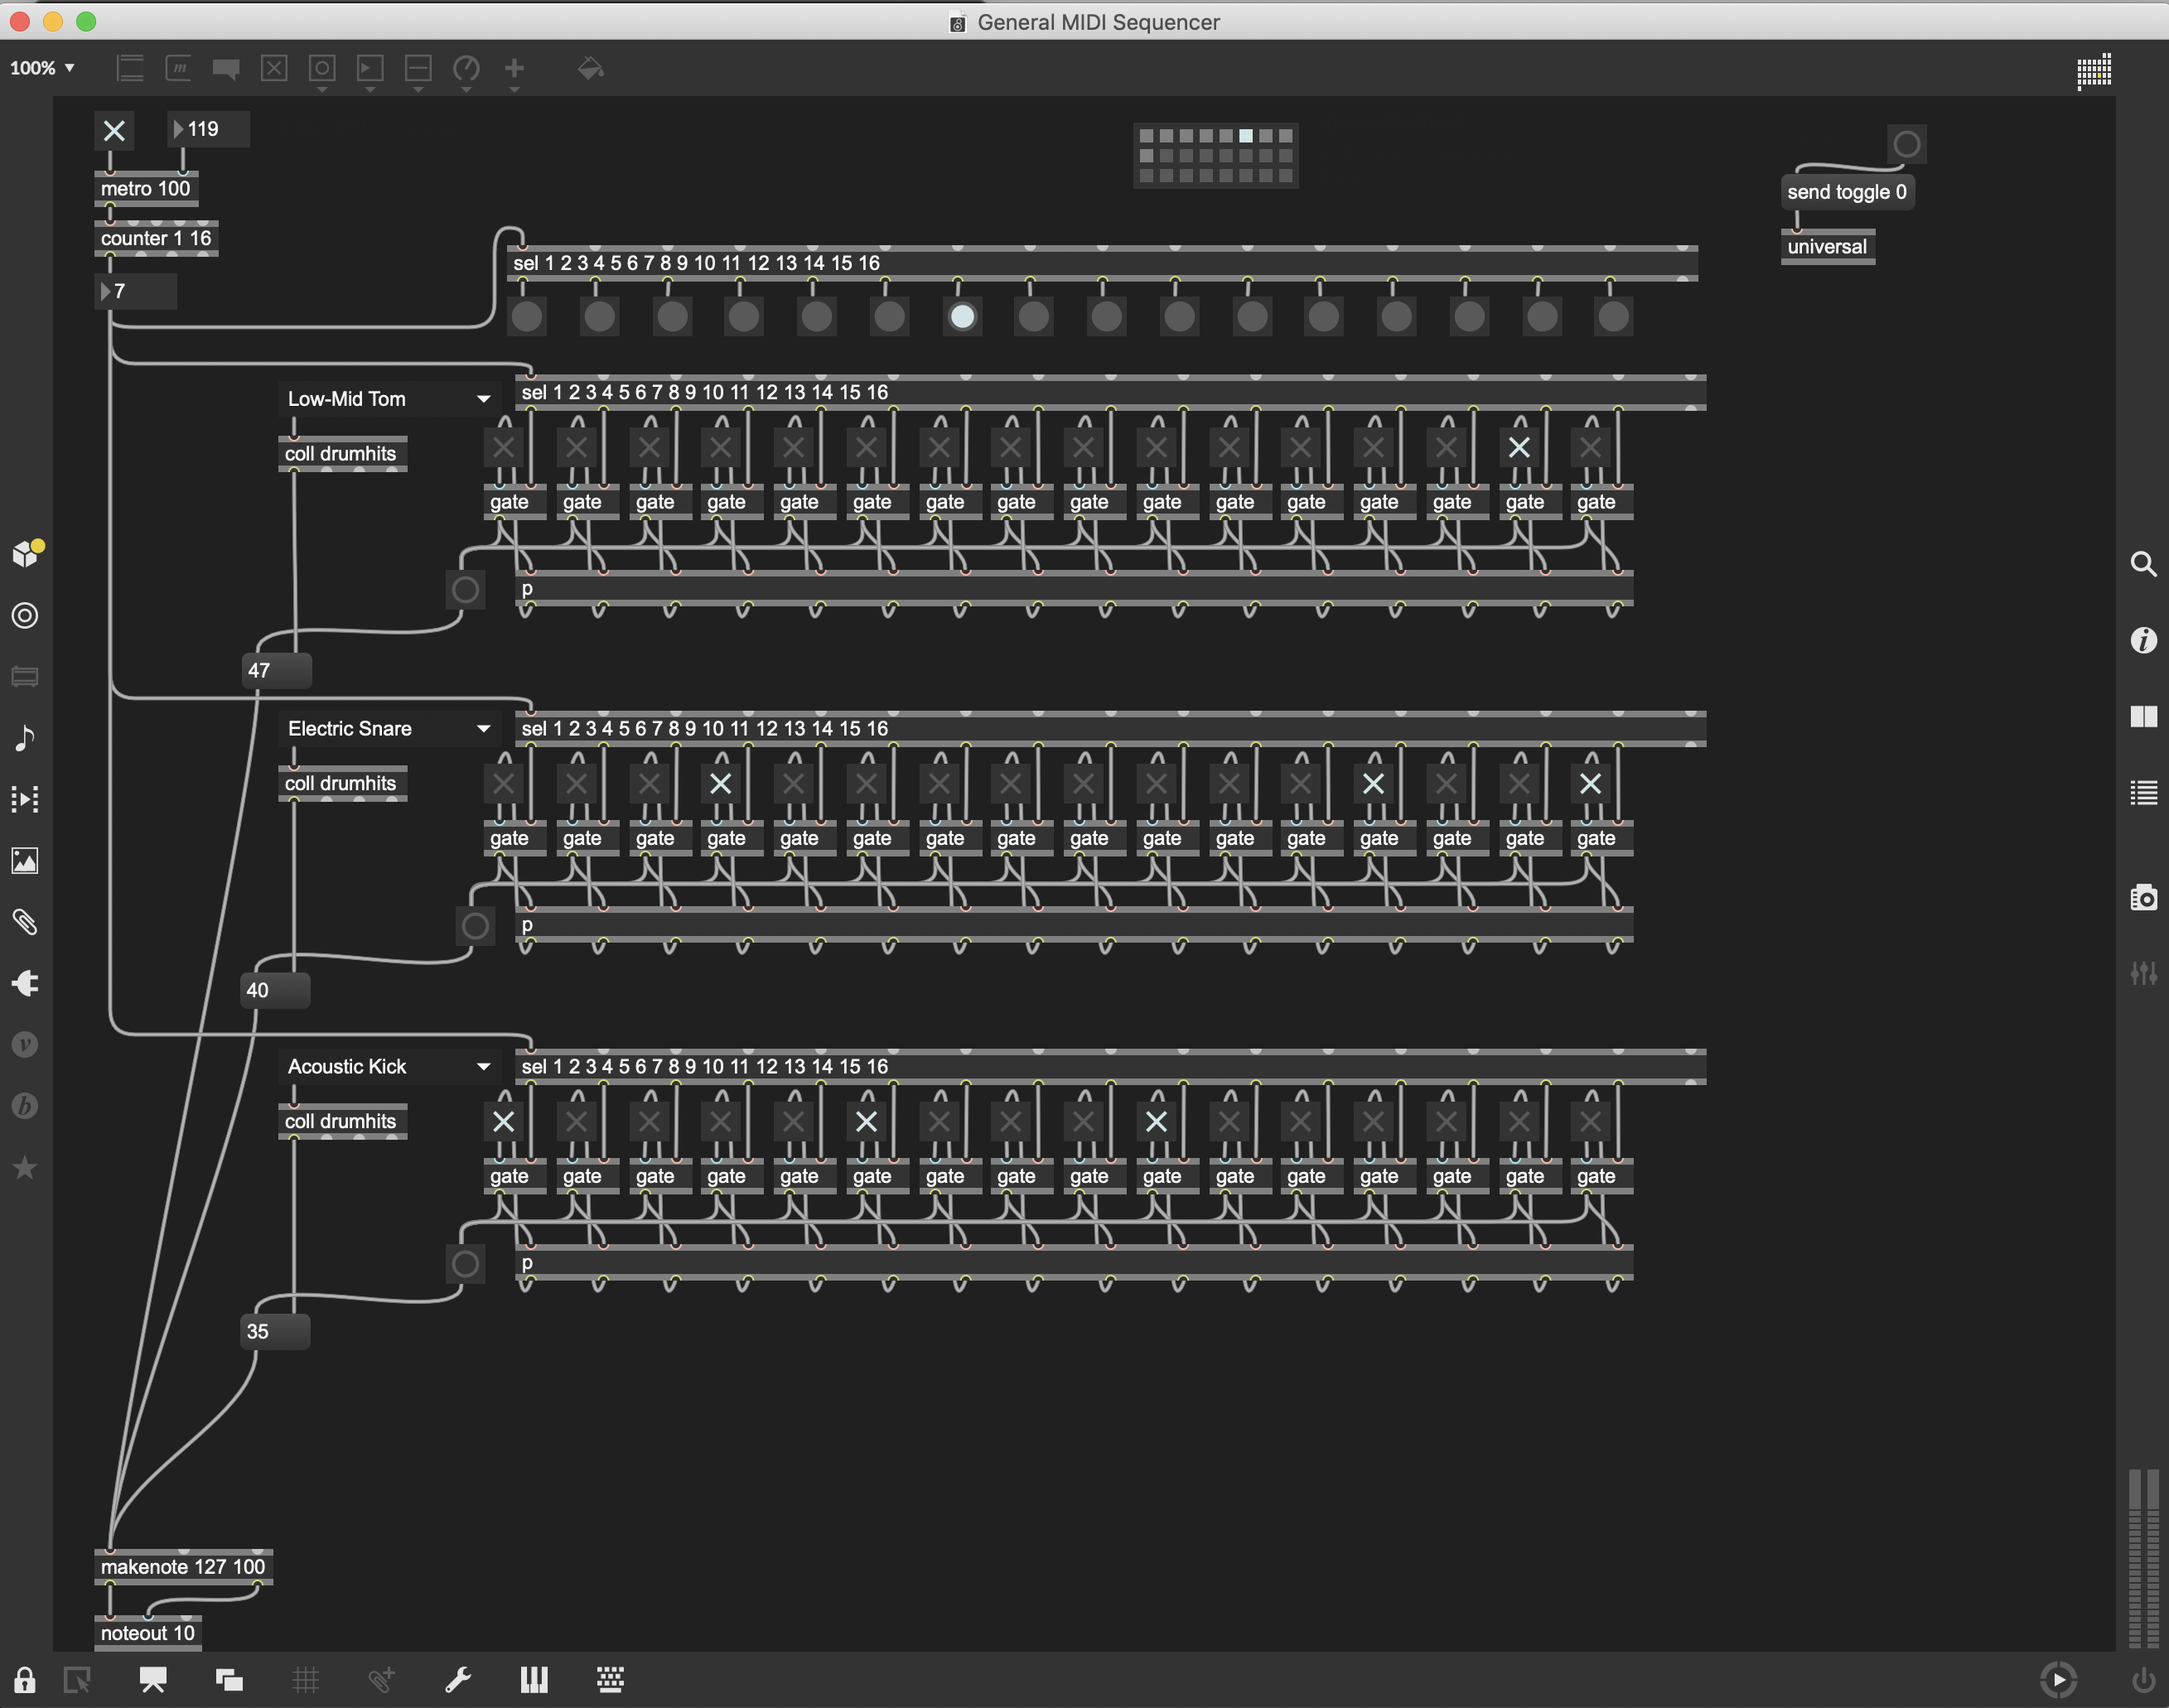 General MIDI Sequencer
100%
119
metro 100
counter 1 16
7
send toggle 0
universal
sel 1 2 3 4 5 6 7 8 9 10 11 12 13 14 15 16
Low-Mid Tom
sel 1 2 3 4 5 6 7 8 9 10 11 12 13 14 15 16
coll drumhits
gate gate gate gate gate gate gate gate gate gate gate gate gate gate gate gate
p
47
Electric Snare
sel 1 2 3 4 5 6 7 8 9 10 11 12 13 14 15 16
coll drumhits
gate gate gate gate gate gate gate gate gate gate gate gate gate gate gate gate
p
40
Acoustic Kick
sel 1 2 3 4 5 6 7 8 9 10 11 12 13 14 15 16
coll drumhits
gate gate gate gate gate gate gate gate gate gate gate gate gate gate gate gate
p
35
makenote 127 100
noteout 10